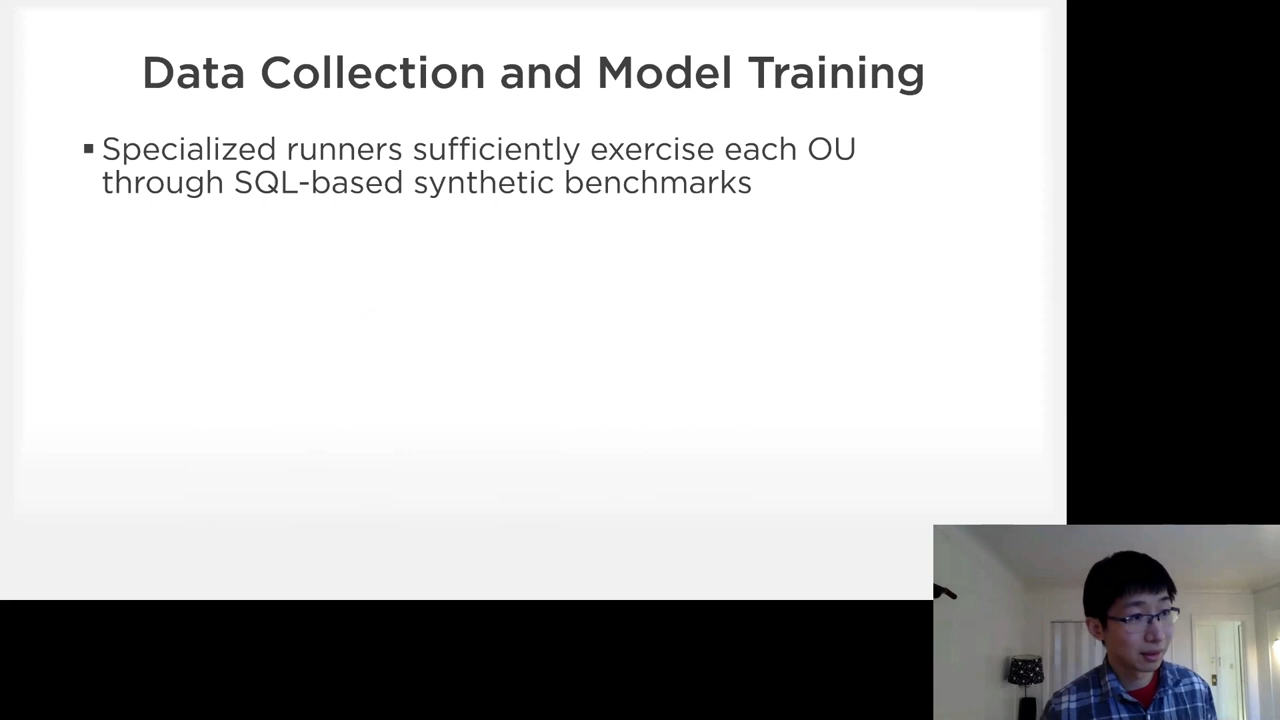 Data Collection and Model Training
▪ Specialized runners sufficiently exercise each OU
through SQL-based synthetic benchmarks